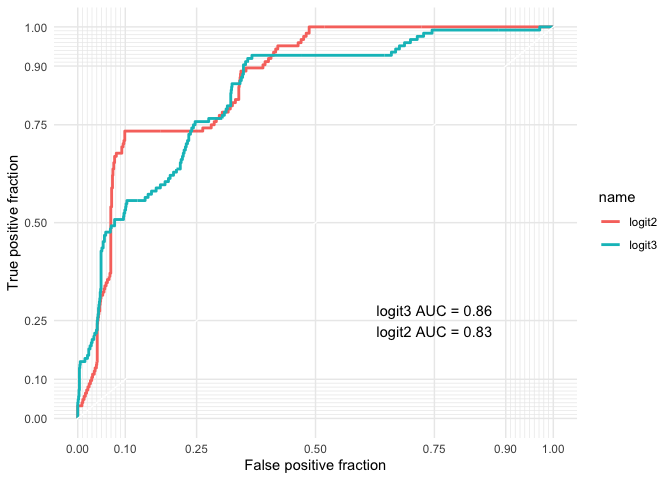 1.00
0.90
0.75
0.50
0.25
0.10
0.00
True positive fraction
logit3 AUC = 0.86
logit2 AUC = 0.83
0.00 0.10 0.25 0.50 0.75 0.90 1.00
False positive fraction
name
logit2
logit3